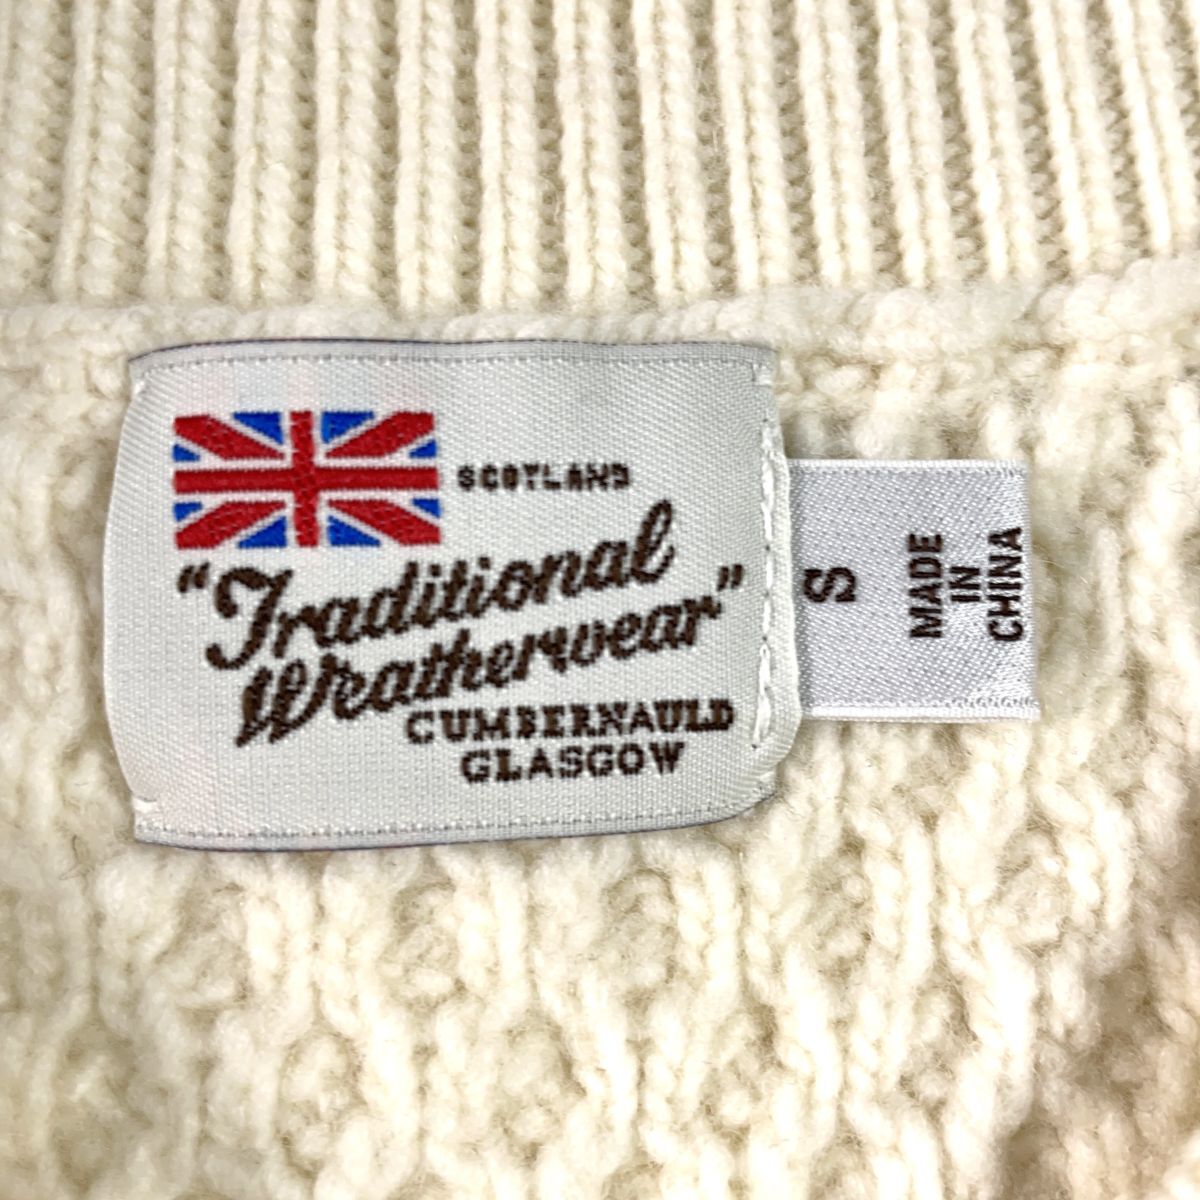 SCOTLAND
"Traditional
Weatherwear"
CUMBERNAULD
GLASGOW
S
MADE
IN
CHINA